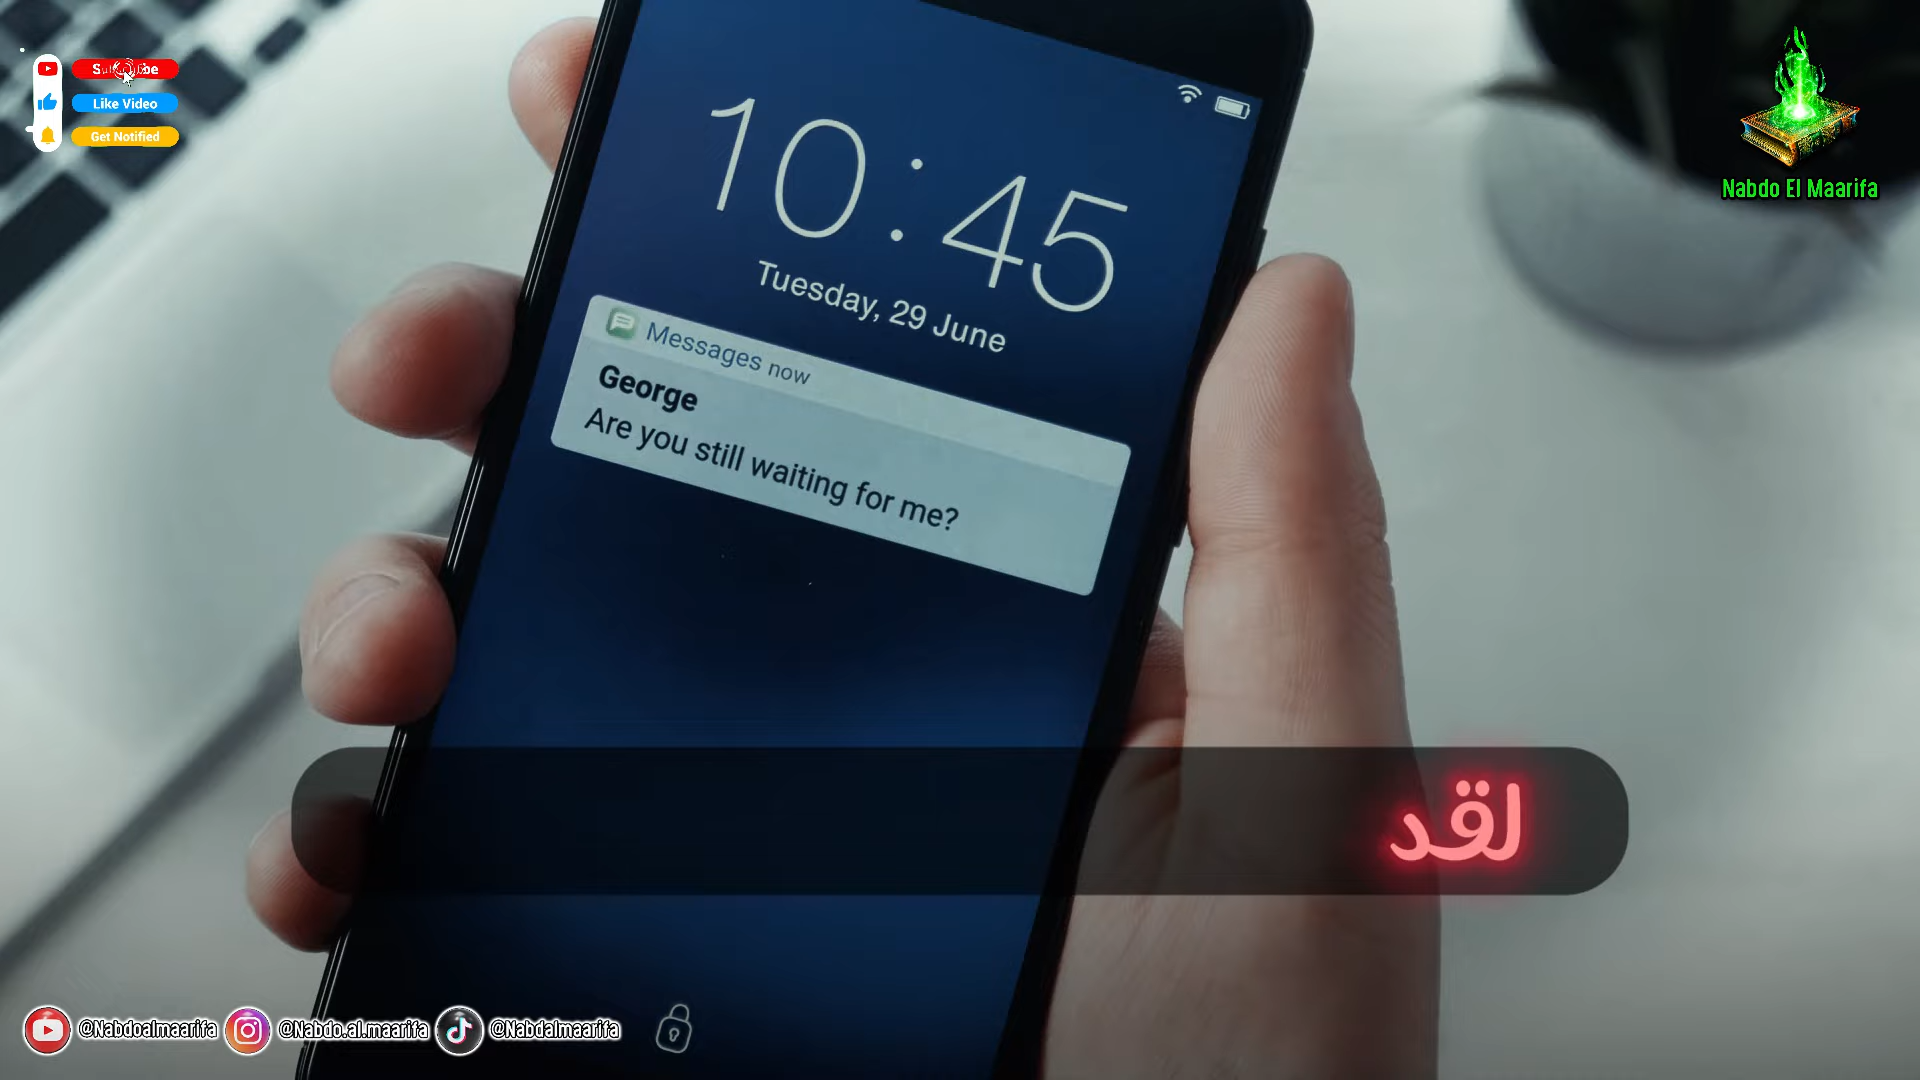 Like Video
Get Notified
Nabdo El Maarifa
10:45
Tuesday, 29 June
Messages now
George
Are you still waiting for me?
لقد
@Nabdoalmaarifa
@Nabdo.al.maarifa
@Nabdalmaarifa